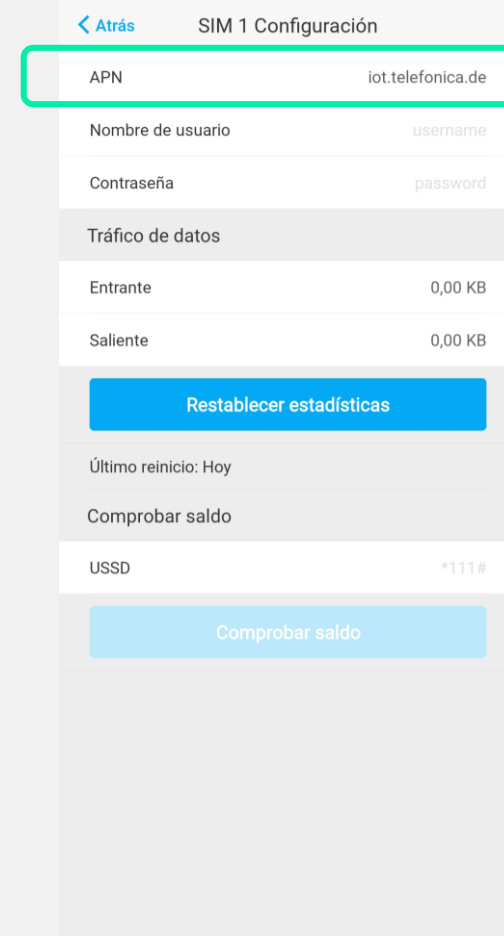 Atrás SIM 1 Configuración
APN iot.telefonica.de
Nombre de usuario username
Contraseña password
Tráfico de datos
Entrante 0,00 KB
Saliente 0,00 KB
Restablecer estadísticas
Último reinicio: Hoy
Comprobar saldo
USSD *111#
Comprobar saldo